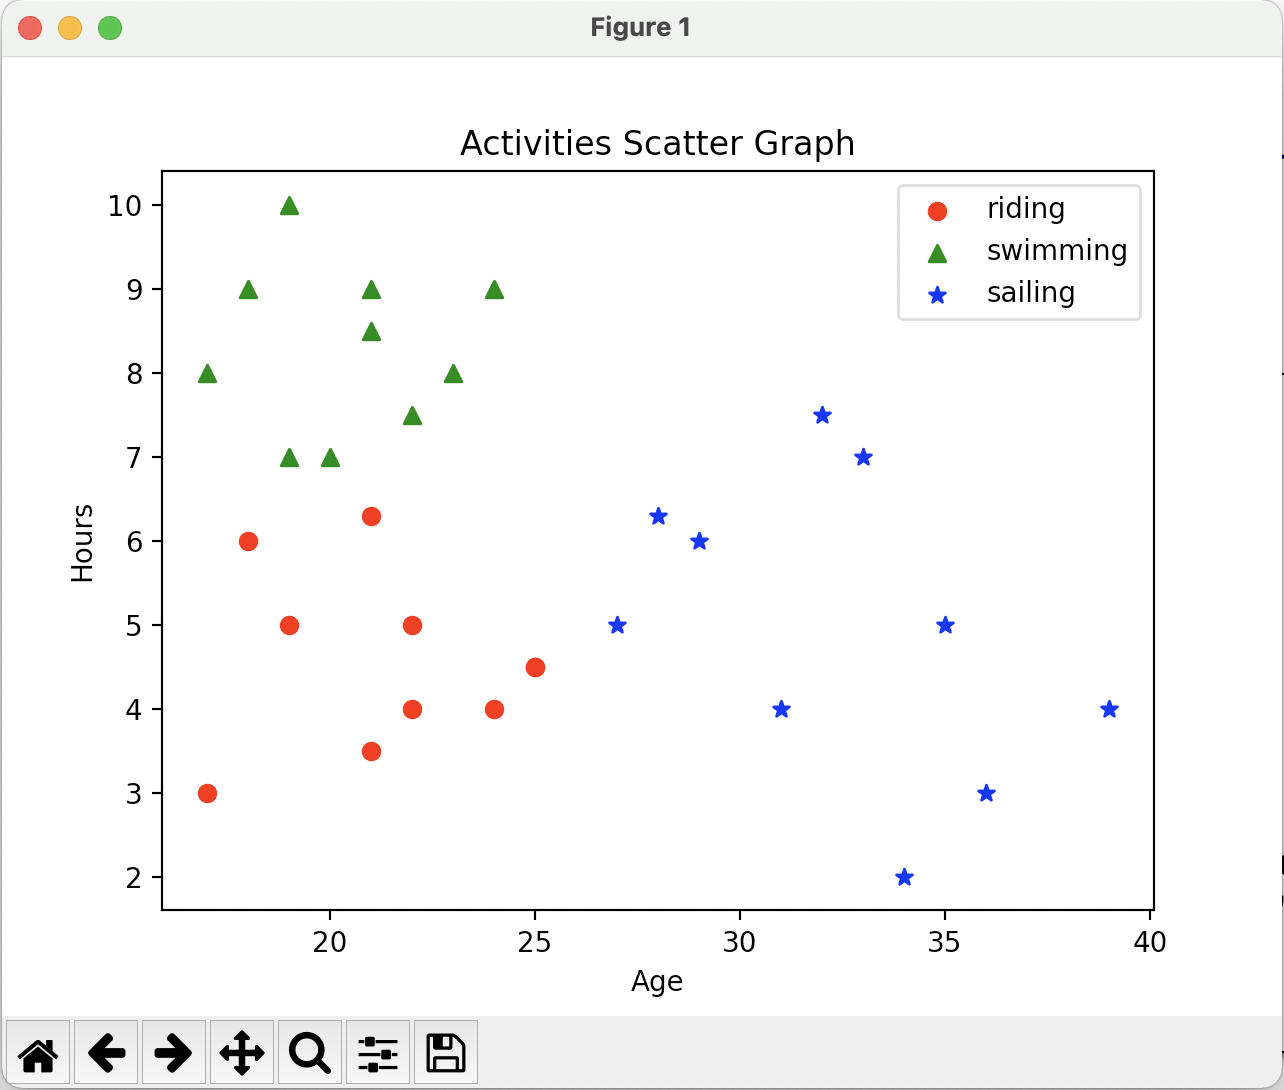 Figure 1
Activities Scatter Graph
riding
swimming
sailing
10
9
8
7
6
5
4
3
2
Hours
20 25 30 35 40
Age